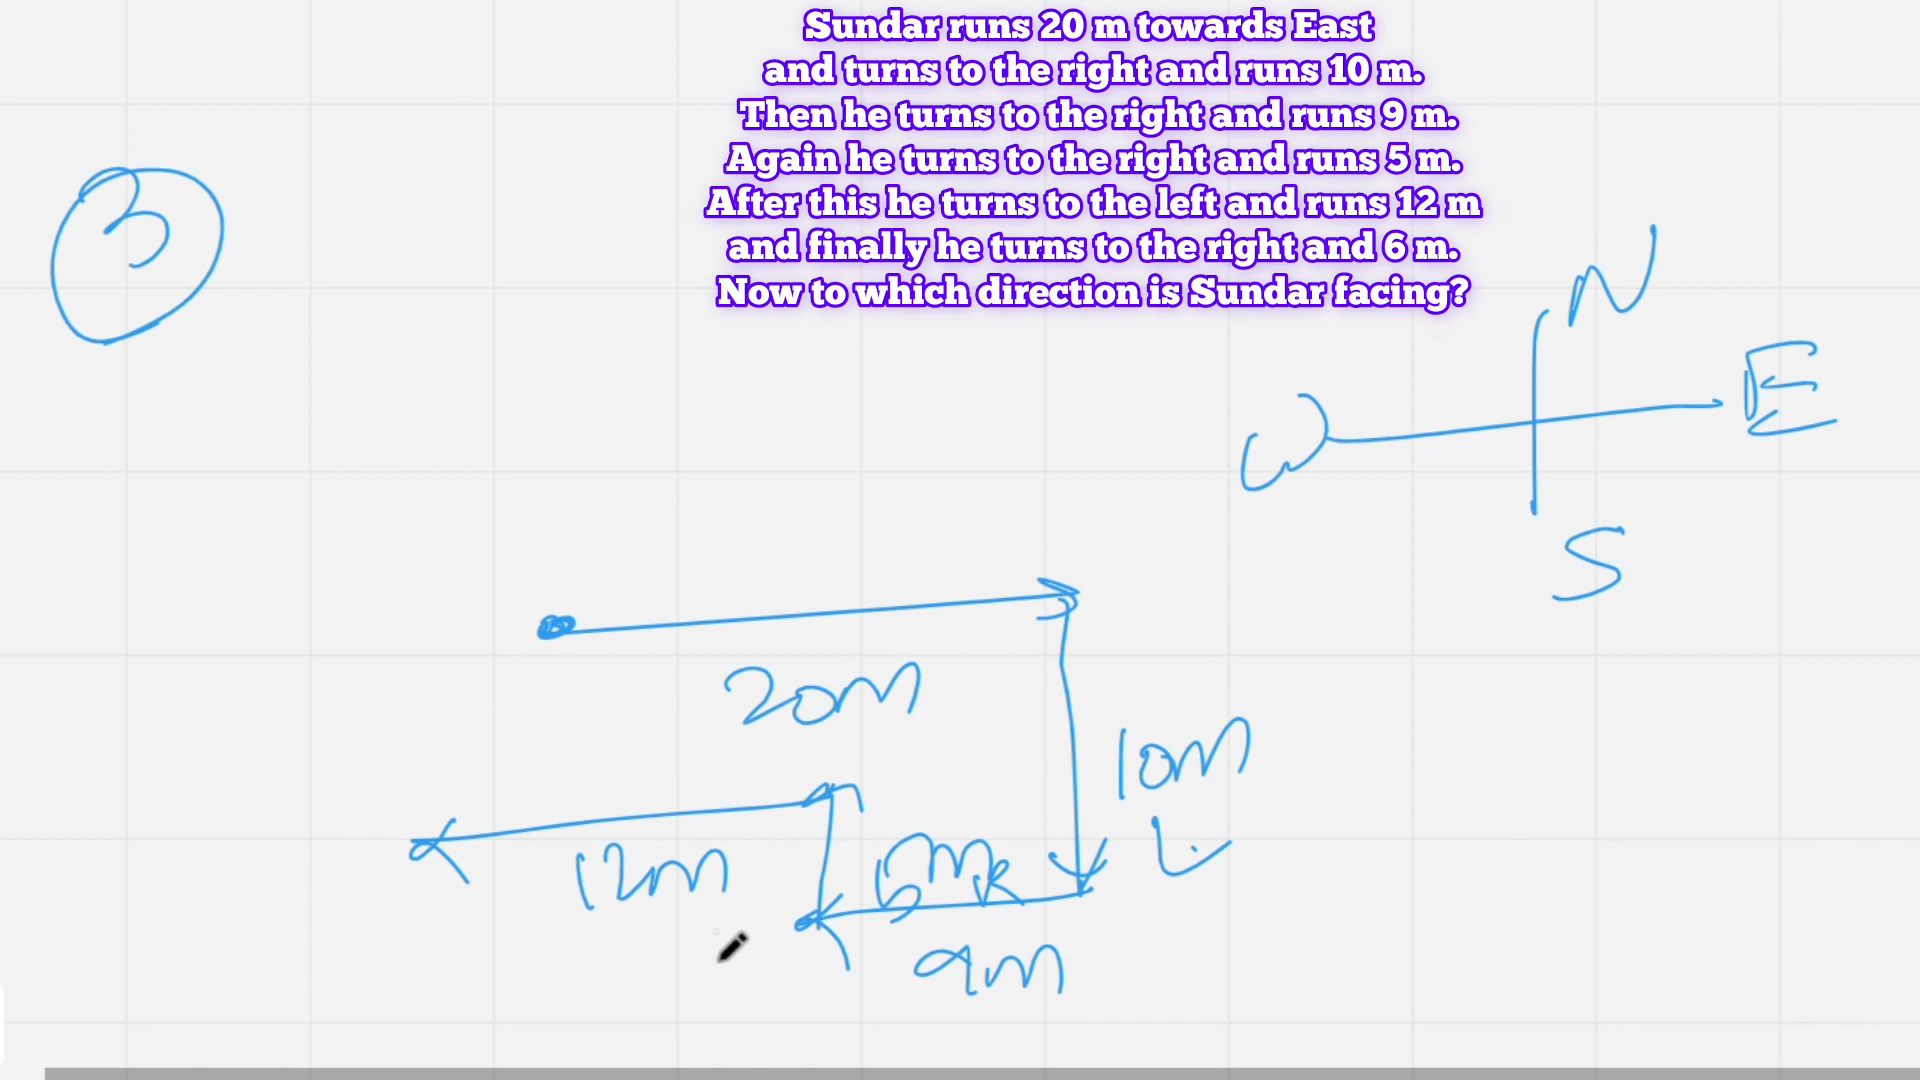 Sundar runs 20 m towards East
and turns to the right and runs 10 m.
Then he turns to the right and runs 9 m.
Again he turns to the right and runs 5 m.
After this he turns to the left and runs 12 m
and finally he turns to the right and 6 m.
Now to which direction is Sundar facing?
3
N
E
W
S
20m
10m
L
12m
5m
R
9m